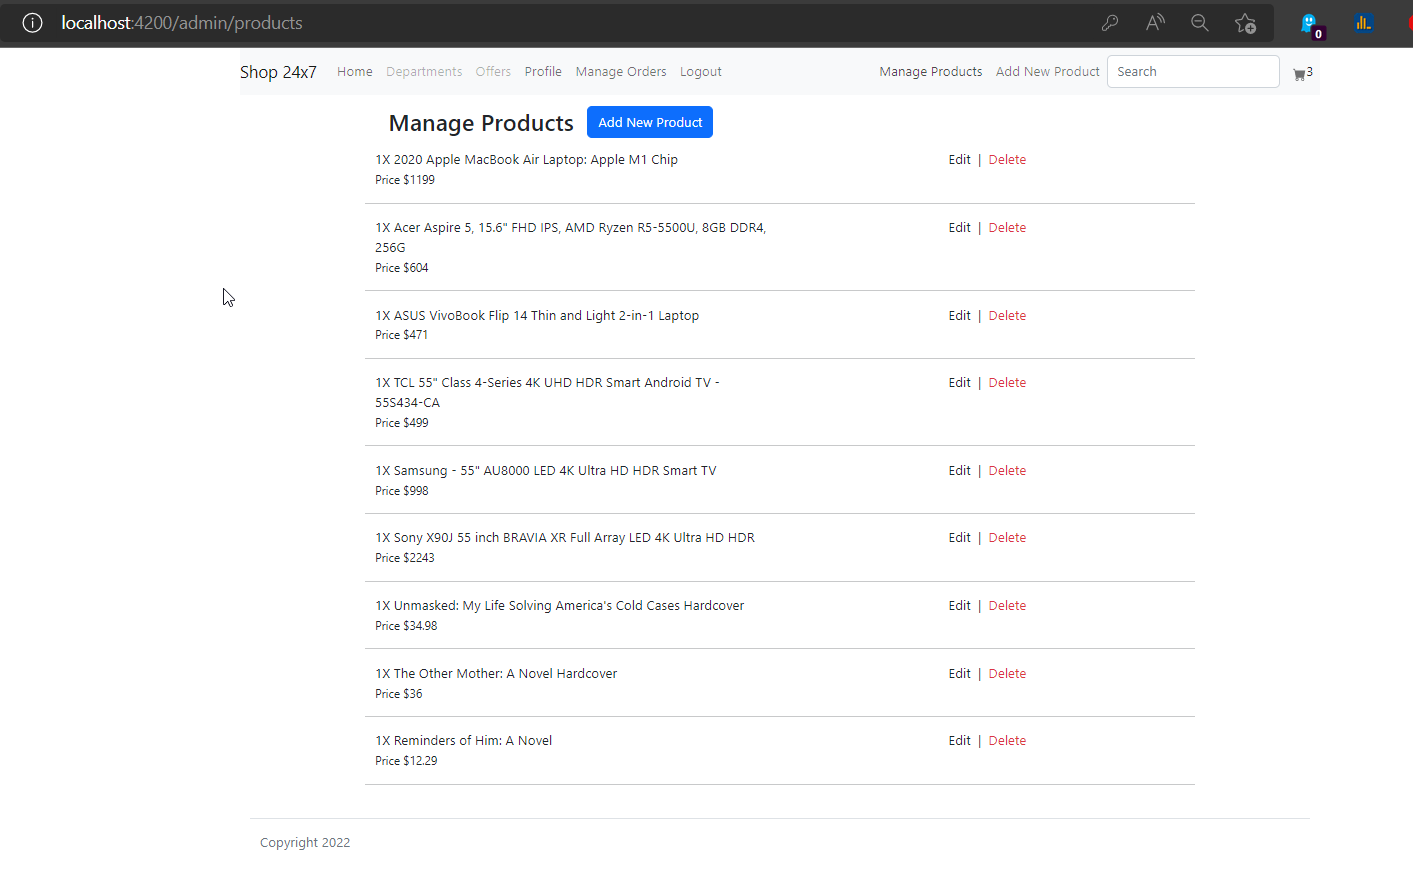 localhost:4200/admin/products
0
Shop 24x7 Home Departments Offers Profile Manage Orders Logout Manage Products Add New Product Search 3
Manage Products Add New Product
1X 2020 Apple MacBook Air Laptop: Apple M1 Chip Edit | Delete
Price $1199
1X Acer Aspire 5, 15.6" FHD IPS, AMD Ryzen R5-5500U, 8GB DDR4, Edit | Delete
256G
Price $604
1X ASUS VivoBook Flip 14 Thin and Light 2-in-1 Laptop Edit | Delete
Price $471
1X TCL 55" Class 4-Series 4K UHD HDR Smart Android TV - Edit | Delete
55S434-CA
Price $499
1X Samsung - 55" AU8000 LED 4K Ultra HD HDR Smart TV Edit | Delete
Price $998
1X Sony X90J 55 inch BRAVIA XR Full Array LED 4K Ultra HD HDR Edit | Delete
Price $2243
1X Unmasked: My Life Solving America's Cold Cases Hardcover Edit | Delete
Price $34.98
1X The Other Mother: A Novel Hardcover Edit | Delete
Price $36
1X Reminders of Him: A Novel Edit | Delete
Price $12.29
Copyright 2022